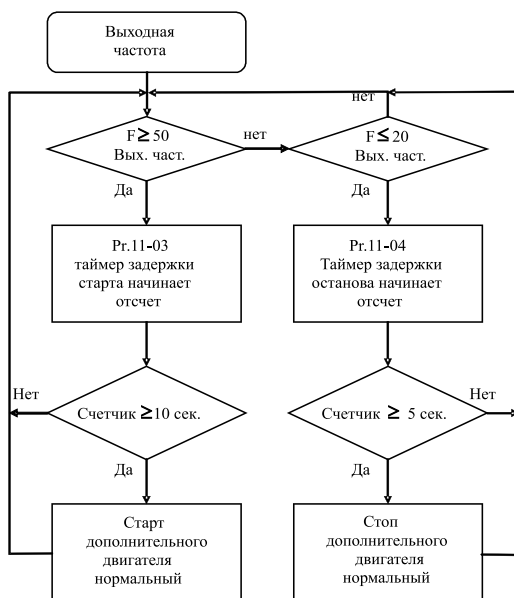 Выходная
частота
нет
F≥50
Вых. част.
нет
F≤20
Вых. част.
Да
Да
Pr.11-03
таймер задержки
старта начинает
отсчет
Pr.11-04
Таймер задержки
останова начинает
отсчет
Нет
Счетчик ≥10 сек.
Счетчик ≥ 5 сек.
Нет
Да
Да
Старт
дополнительного
двигателя
нормальный
Стоп
дополнительного
двигателя
нормальный